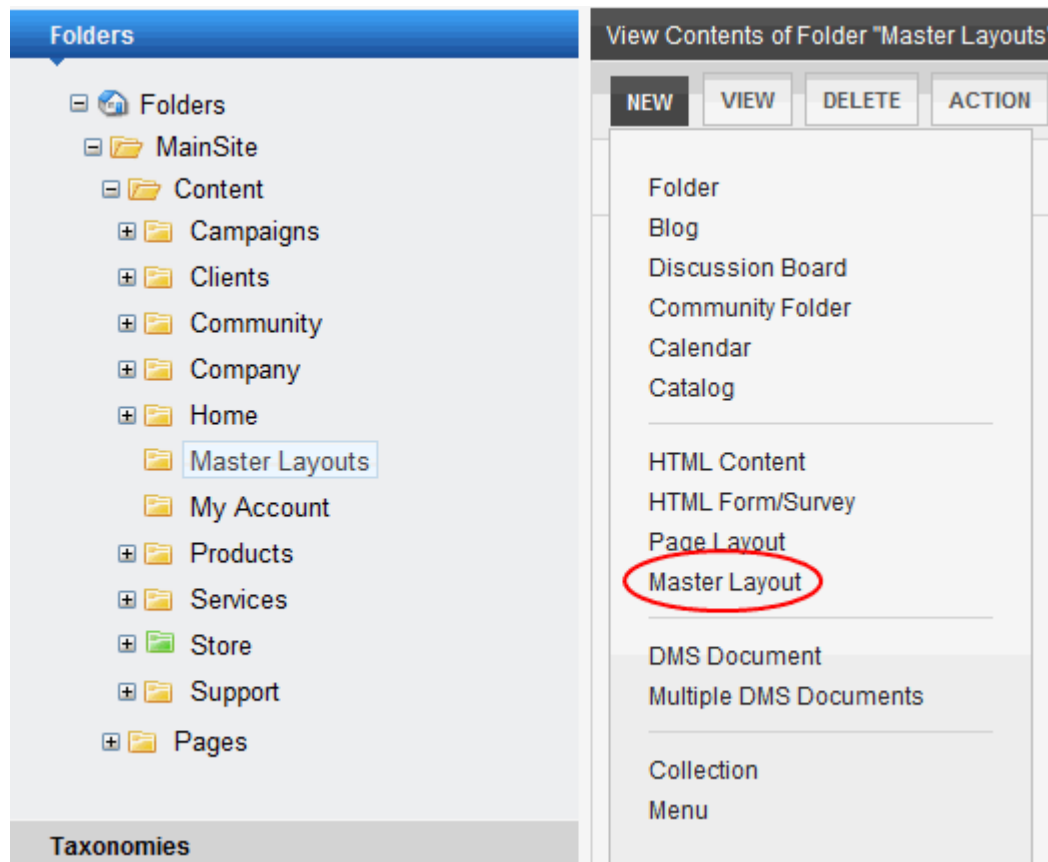 Folders
Folders
MainSite
Content
Campaigns
Clients
Community
Company
Home
Master Layouts
My Account
Products
Services
Store
Support
Pages
Taxonomies
View Contents of Folder "Master Layouts"
NEW VIEW DELETE ACTION
Folder
Blog
Discussion Board
Community Folder
Calendar
Catalog
HTML Content
HTML Form/Survey
Page Layout
Master Layout
DMS Document
Multiple DMS Documents
Collection
Menu